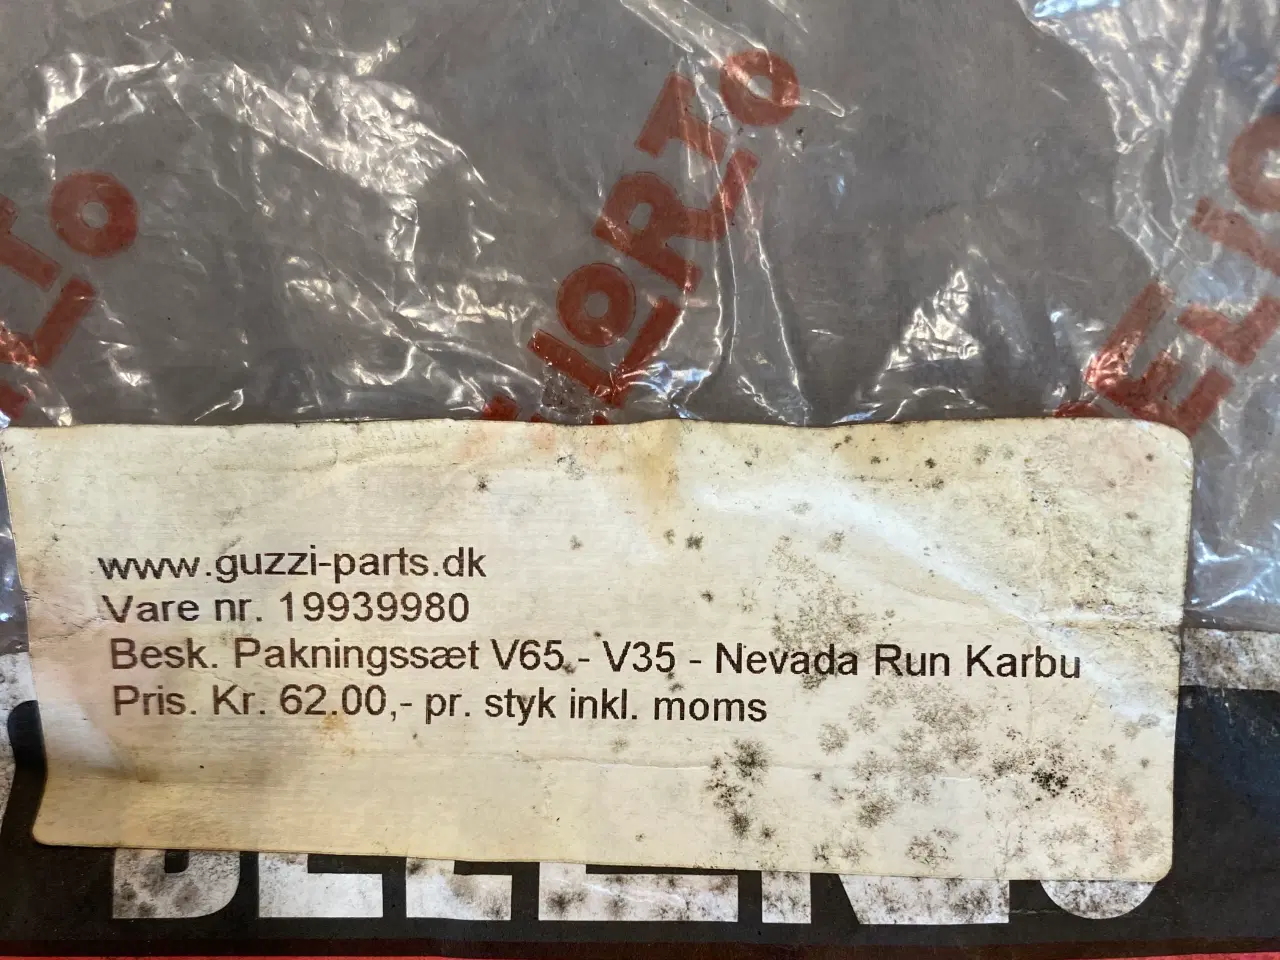 ELORTO
www.guzzi-parts.dk
Vare nr. 19939980
Besk. Pakningssæt V65.- V35 - Nevada Run Karbu
Pris. Kr. 62.00,- pr. styk inkl. moms